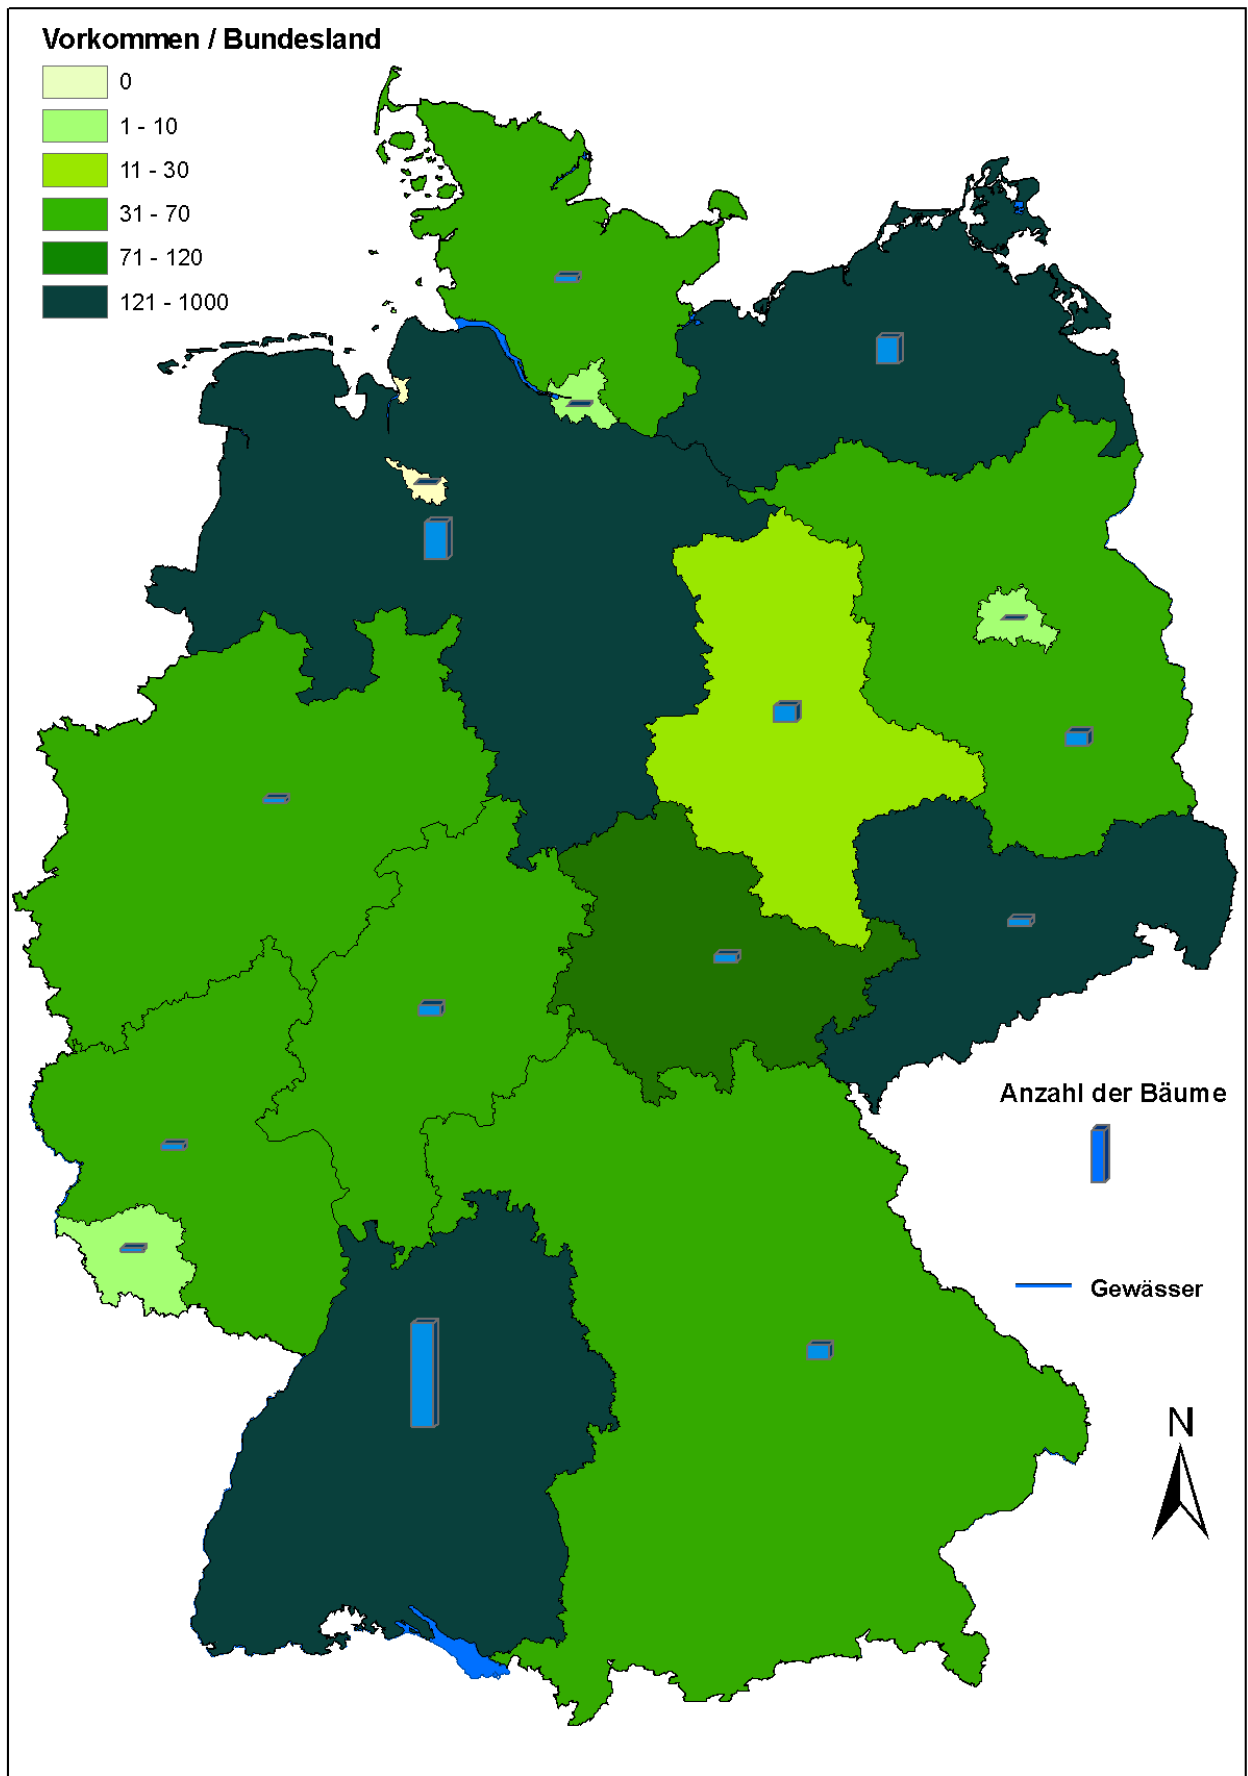 Vorkommen / Bundesland
0
1 - 10
11 - 30
31 - 70
71 - 120
121 - 1000
Anzahl der Bäume
Gewässer
N